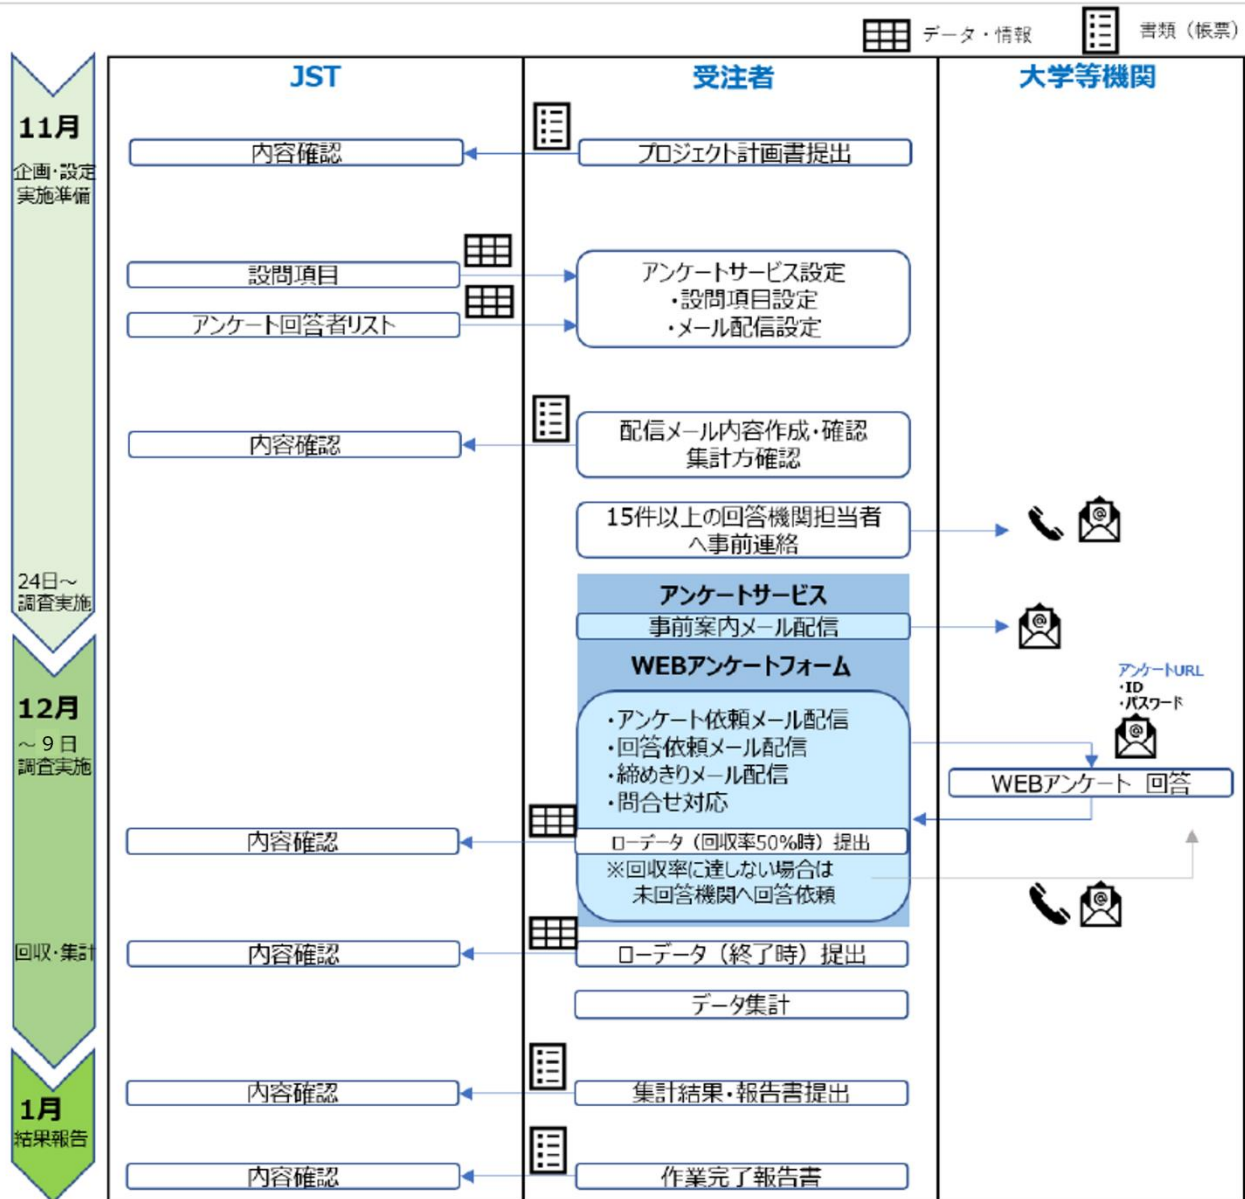 データ・情報
書類（帳票）
JST
受注者
大学等機関
11月
企画・設定
実施準備
内容確認
プロジェクト計画書提出
設問項目
アンケート回答者リスト
アンケートサービス設定
・設問項目設定
・メール配信設定
内容確認
配信メール内容作成・確認
集計方確認
15件以上の回答機関担当者
へ事前連絡
24日～
調査実施
アンケートサービス
事前案内メール配信
WEBアンケートフォーム
12月
～９日
調査実施
・アンケート依頼メール配信
・回答依頼メール配信
・締めきりメール配信
・問合せ対応
アンケートURL
・ID
・パスワード
WEBアンケート 回答
内容確認
ローデータ（回収率50%時）提出
※回収率に達しない場合は
未回答機関へ回答依頼
回収・集計
内容確認
ローデータ（終了時）提出
データ集計
1月
結果報告
内容確認
集計結果・報告書提出
内容確認
作業完了報告書